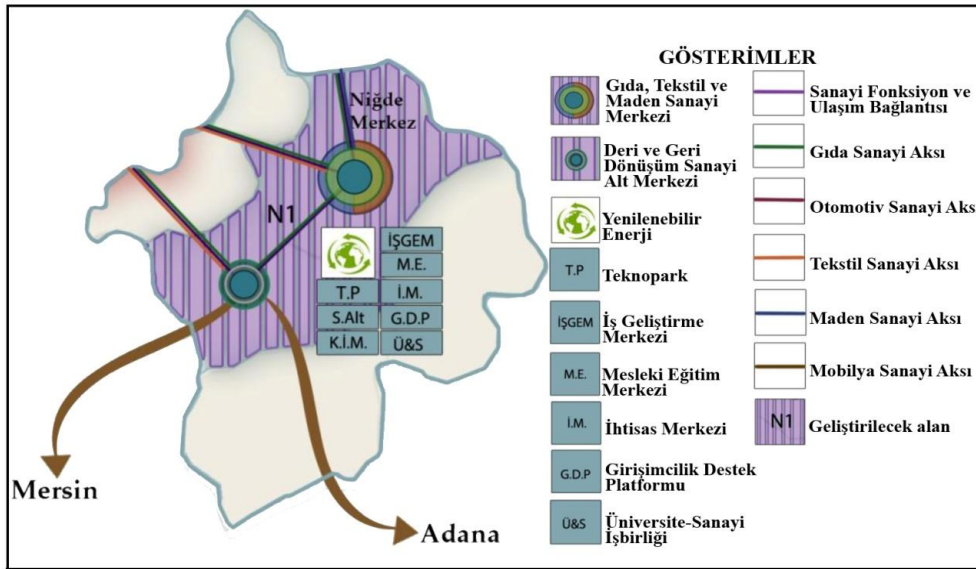 Niğde
Merkez
N1
İŞGEM
M.E.
T.P
İ.M.
S.Alt
G.D.P
K.İ.M.
Ü&S
Mersin
Adana
GÖSTERİMLER
Gıda, Tekstil ve
Maden Sanayi
Merkezi
Deri ve Geri
Dönüşüm Sanayi
Alt Merkezi
Yenilenebilir
Enerji
T.P
Teknopark
İŞGEM
İş Geliştirme
Merkezi
M.E.
Mesleki Eğitim
Merkezi
İ.M.
İhtisas Merkezi
G.D.P
Girişimcilik Destek
Platformu
Ü&S
Üniversite-Sanayi
İşbirliği
Sanayi Fonksiyon ve
Ulaşım Bağlantısı
Gıda Sanayi Aksı
Otomotiv Sanayi Aksı
Tekstil Sanayi Aksı
Maden Sanayi Aksı
Mobilya Sanayi Aksı
N1
Geliştirilecek alan